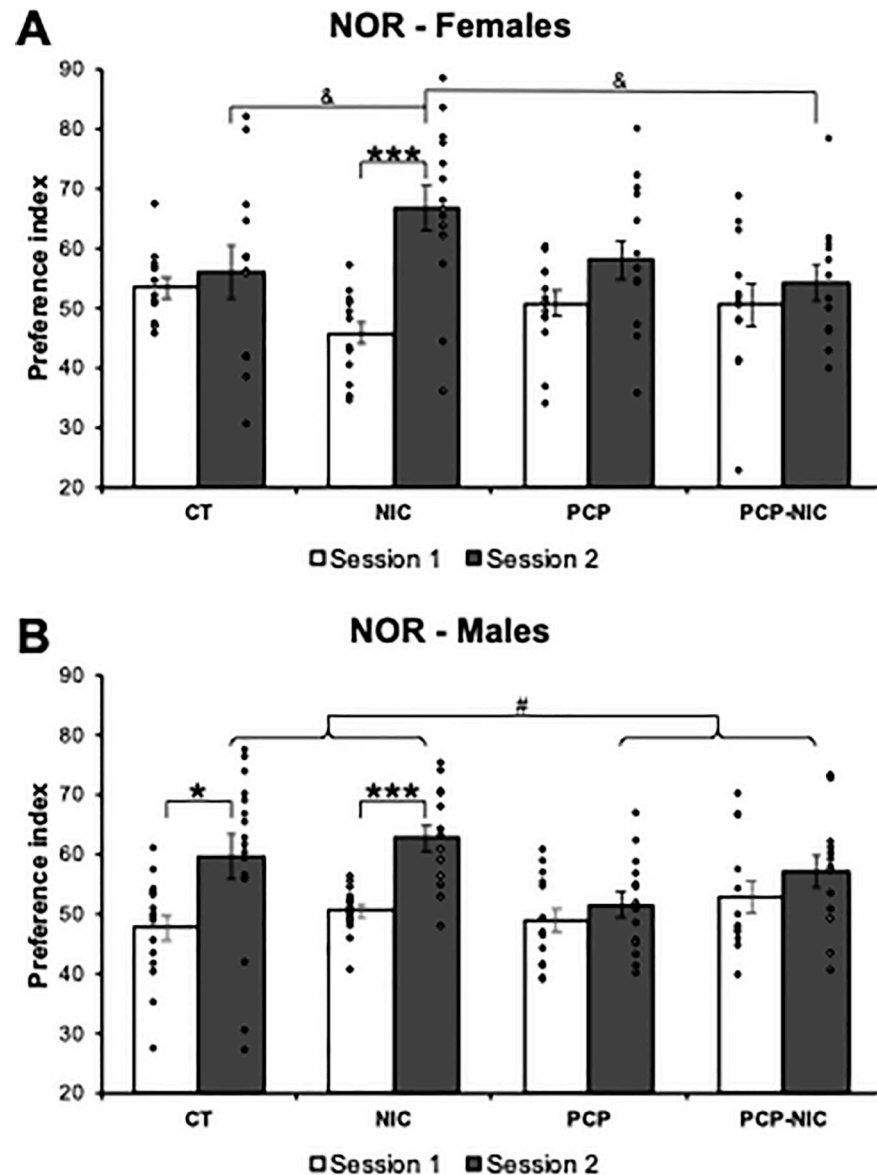 A
NOR - Females
Preference index
90
80
70
60
50
40
30
20
&
&
***
CT NIC PCP PCP-NIC
Session 1 Session 2
B
NOR - Males
Preference index
90
80
70
60
50
40
30
20
#
*
***
CT NIC PCP PCP-NIC
Session 1 Session 2